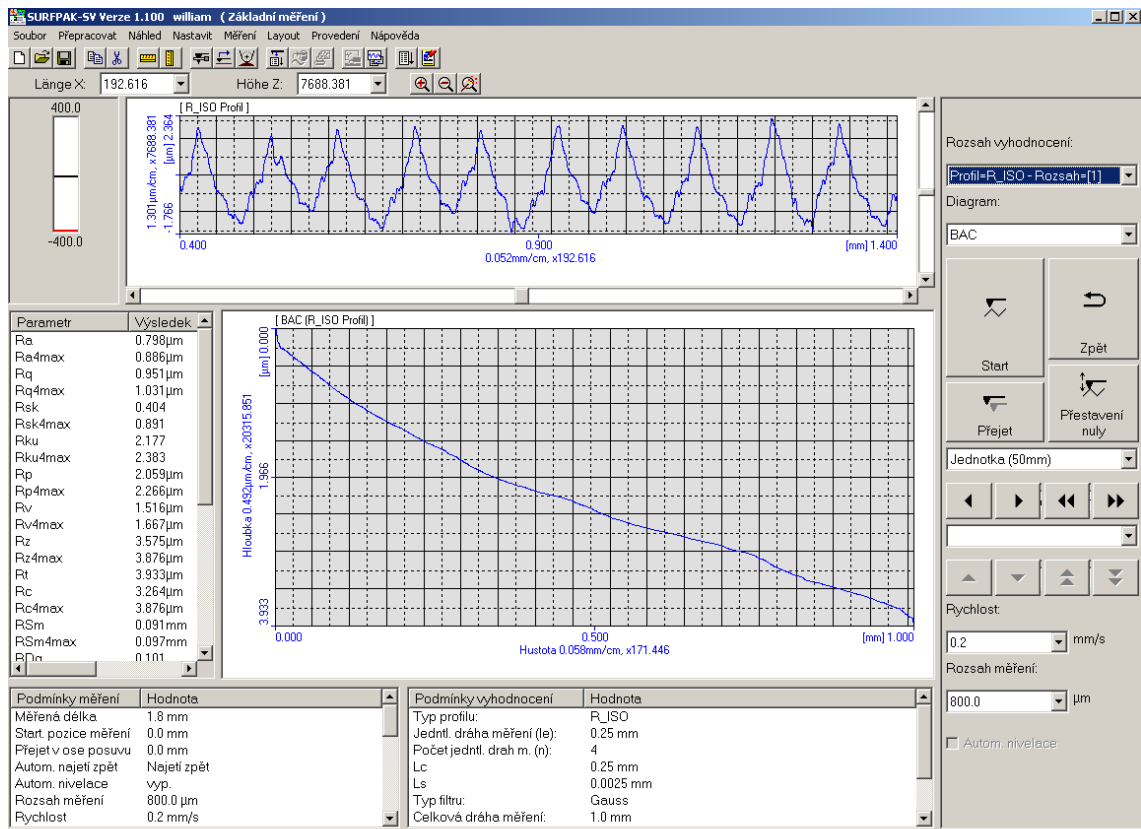 SURFPAK-SV Verze 1.100 william ( Základní měření )
Soubor Přepracovat Náhled Nastavit Měření Layout Provedení Nápověda
Länge X: 192.616 Höhe Z: 7688.381
400.0
-400.0
[ R_ISO Profil ]
1.301µm/cm, x7688.381
-1.766 [µm] 2.364
0.400 0.900 [mm] 1.400
0.052mm/cm, x192.616
Parametr Výsledek
Ra 0.798µm
Ra4max 0.886µm
Rq 0.951µm
Rq4max 1.031µm
Rsk 0.404
Rsk4max 0.891
Rku 2.177
Rku4max 2.383
Rp 2.059µm
Rp4max 2.266µm
Rv 1.516µm
Rv4max 1.667µm
Rz 3.575µm
Rz4max 3.876µm
Rt 3.933µm
Rc 3.264µm
Rc4max 3.876µm
RSm 0.091mm
RSm4max 0.097mm
RDq 0.101
[ BAC (R_ISO Profil) ]
Hloubka 0.492µm/cm, x20315.851
3.933 1.966 [µm] 0.000
0.000 0.500 [mm] 1.000
Hustota 0.058mm/cm, x171.446
Rozsah vyhodnocení:
Profil=R_ISO - Rozsah=[1]
Diagram:
BAC
Start
Zpět
Přejet
Přestavení
nuly
Jednotka (50mm)
Rychlost:
0.2 mm/s
Rozsah měření:
800.0 µm
Autom. nivelace
Podmínky měření Hodnota
Měřená délka 1.8 mm
Start. pozice měření 0.0 mm
Přejet v ose posuvu 0.0 mm
Autom. najetí zpět Najetí zpět
Autom. nivelace vyp.
Rozsah měření 800.0 µm
Rychlost 0.2 mm/s
Podmínky vyhodnocení Hodnota
Typ profilu: R_ISO
Jedntl. dráha měření (le): 0.25 mm
Počet jedntl. drah m. (n): 4
Lc 0.25 mm
Ls 0.0025 mm
Typ filtru: Gauss
Celková dráha měření: 1.0 mm